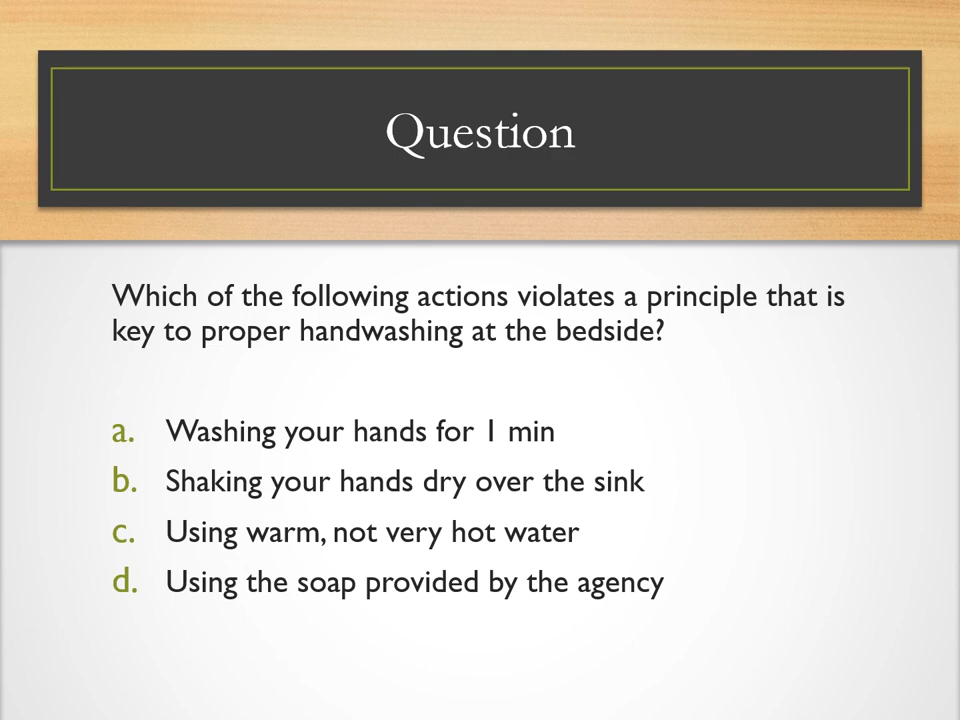 Question
Which of the following actions violates a principle that is
key to proper handwashing at the bedside?
a. Washing your hands for 1 min
b. Shaking your hands dry over the sink
c. Using warm, not very hot water
d. Using the soap provided by the agency